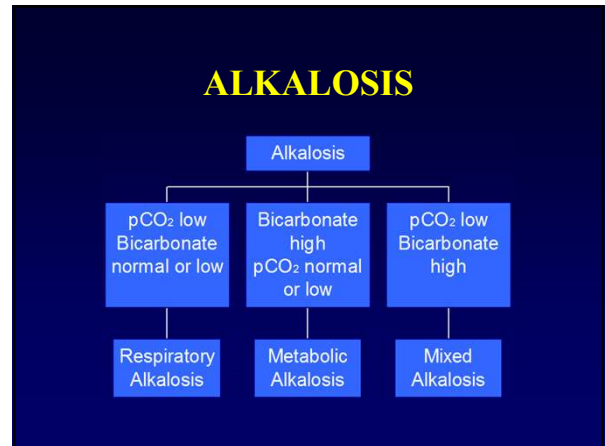 ALKALOSIS
Alkalosis
pCO₂ low
Bicarbonate
normal or low
Bicarbonate
high
pCO₂ normal
or low
pCO₂ low
Bicarbonate
high
Respiratory
Alkalosis
Metabolic
Alkalosis
Mixed
Alkalosis